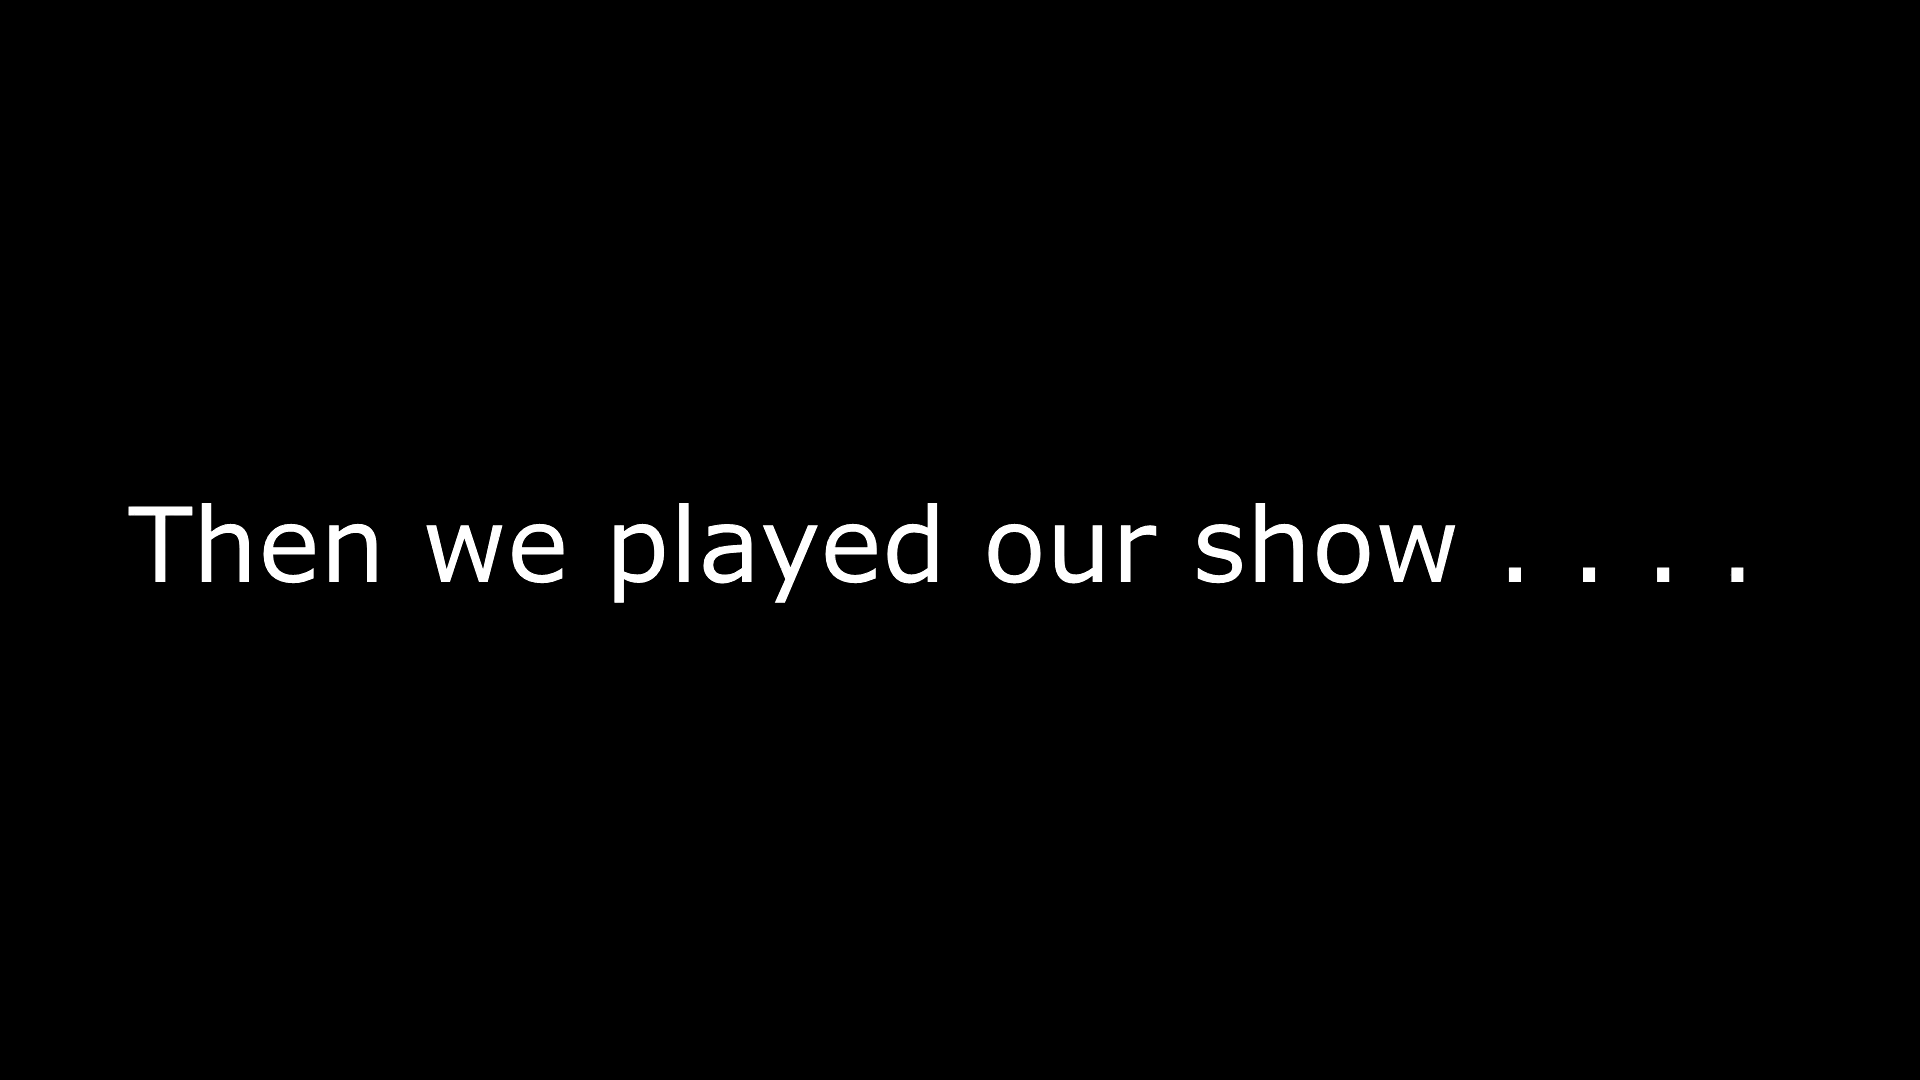 Then we played our show . . . .